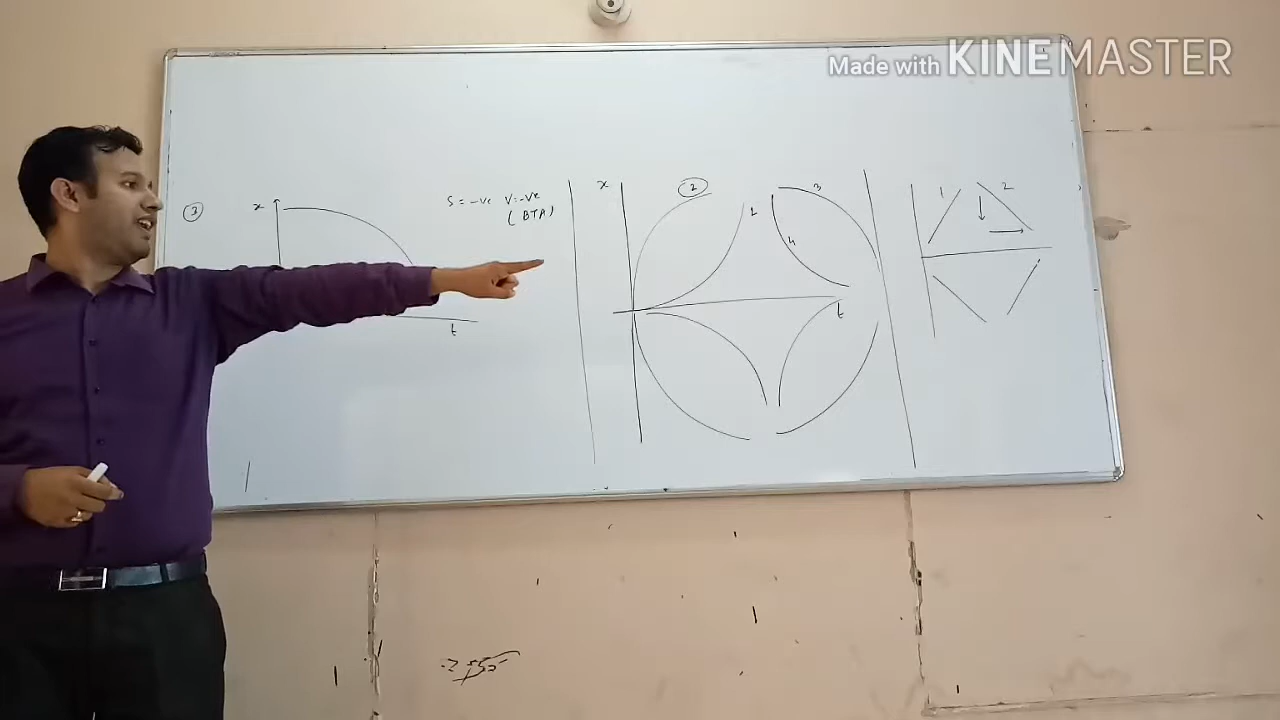 Made with KINEMASTER
3
x
t
S = -ve V = -ve
(BTA)
x
2
1
3
4
t
1
2